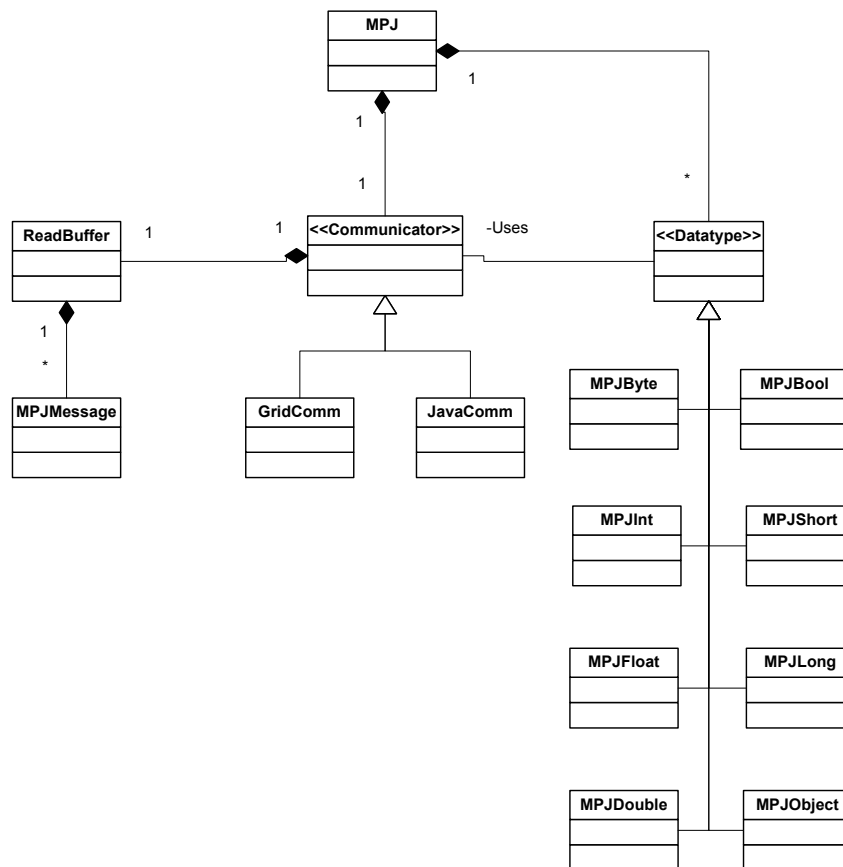 MPJ
1
1
1
*
ReadBuffer
1
1
<<Communicator>>
-Uses
<<Datatype>>
1
*
MPJMessage
GridComm
JavaComm
MPJByte
MPJBool
MPJInt
MPJShort
MPJFloat
MPJLong
MPJDouble
MPJObject